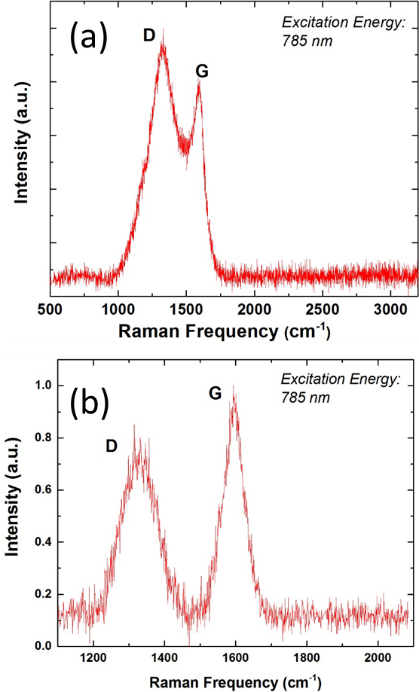 (a)
D
G
Excitation Energy:
785 nm
Intensity (a.u.)
500 1000 1500 2000 2500 3000
Raman Frequency (cm⁻¹)
(b)
D
G
Excitation Energy:
785 nm
Intensity (a.u.)
1.0
0.8
0.6
0.4
0.2
0.0
1200 1400 1600 1800 2000
Raman Frequency (cm⁻¹)